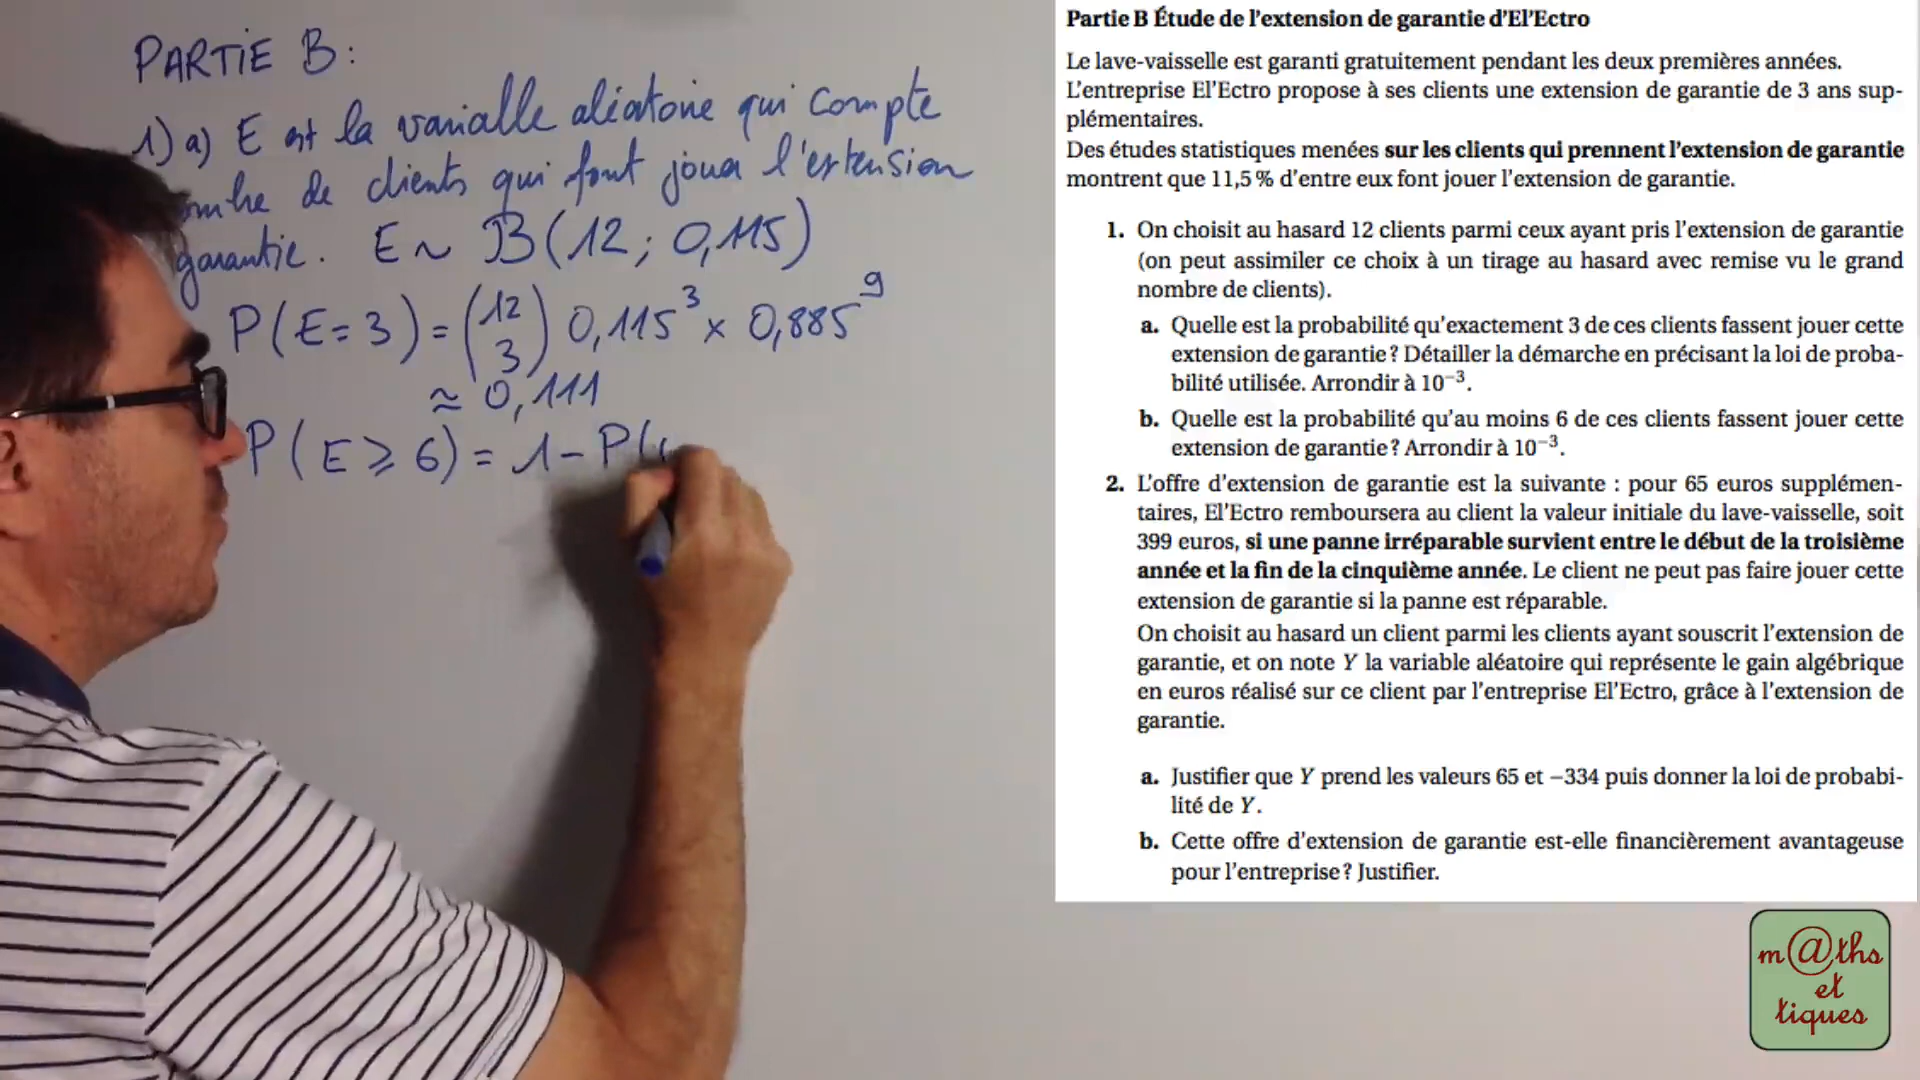 PARTIE B :
1) a) E est la variable aléatoire qui compte
de clients qui font jouer l'extension
garantie. E ~ B(12 ; 0,115)
P(E = 3) = (12 3) 0,115³ × 0,885⁹
≈ 0,111
P(E ⩾ 6) = 1 - P(
Partie B Étude de l'extension de garantie d'El'Ectro
Le lave-vaisselle est garanti gratuitement pendant les deux premières années.
L'entreprise El'Ectro propose à ses clients une extension de garantie de 3 ans sup-
plémentaires.
Des études statistiques menées sur les clients qui prennent l'extension de garantie
montrent que 11,5 % d'entre eux font jouer l'extension de garantie.
1. On choisit au hasard 12 clients parmi ceux ayant pris l'extension de garantie
(on peut assimiler ce choix à un tirage au hasard avec remise vu le grand
nombre de clients).
a. Quelle est la probabilité qu'exactement 3 de ces clients fassent jouer cette
extension de garantie ? Détailler la démarche en précisant la loi de proba-
bilité utilisée. Arrondir à 10⁻³.
b. Quelle est la probabilité qu'au moins 6 de ces clients fassent jouer cette
extension de garantie ? Arrondir à 10⁻³.
2. L'offre d'extension de garantie est la suivante : pour 65 euros supplémen-
taires, El'Ectro remboursera au client la valeur initiale du lave-vaisselle, soit
399 euros, si une panne irréparable survient entre le début de la troisième
année et la fin de la cinquième année. Le client ne peut pas faire jouer cette
extension de garantie si la panne est réparable.
On choisit au hasard un client parmi les clients ayant souscrit l'extension de
garantie, et on note Y la variable aléatoire qui représente le gain algébrique
en euros réalisé sur ce client par l'entreprise El'Ectro, grâce à l'extension de
garantie.
a. Justifier que Y prend les valeurs 65 et −334 puis donner la loi de probabi-
lité de Y.
b. Cette offre d'extension de garantie est-elle financièrement avantageuse
pour l'entreprise ? Justifier.
m@ths
et
tiques